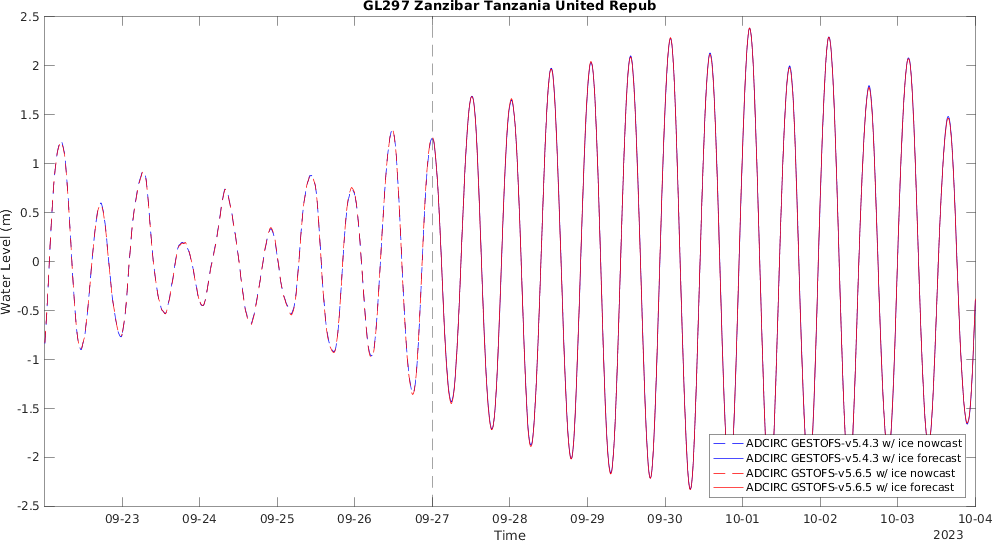 GL297 Zanzibar Tanzania United Repub
2.5
2
1.5
1
0.5
0
-0.5
-1
-1.5
-2
-2.5
Water Level (m)
ADCIRC GESTOFS-v5.4.3 w/ ice nowcast
ADCIRC GESTOFS-v5.4.3 w/ ice forecast
ADCIRC GSTOFS-v5.6.5 w/ ice nowcast
ADCIRC GSTOFS-v5.6.5 w/ ice forecast
09-23 09-24 09-25 09-26 09-27 09-28 09-29 09-30 10-01 10-02 10-03 10-04
Time
2023